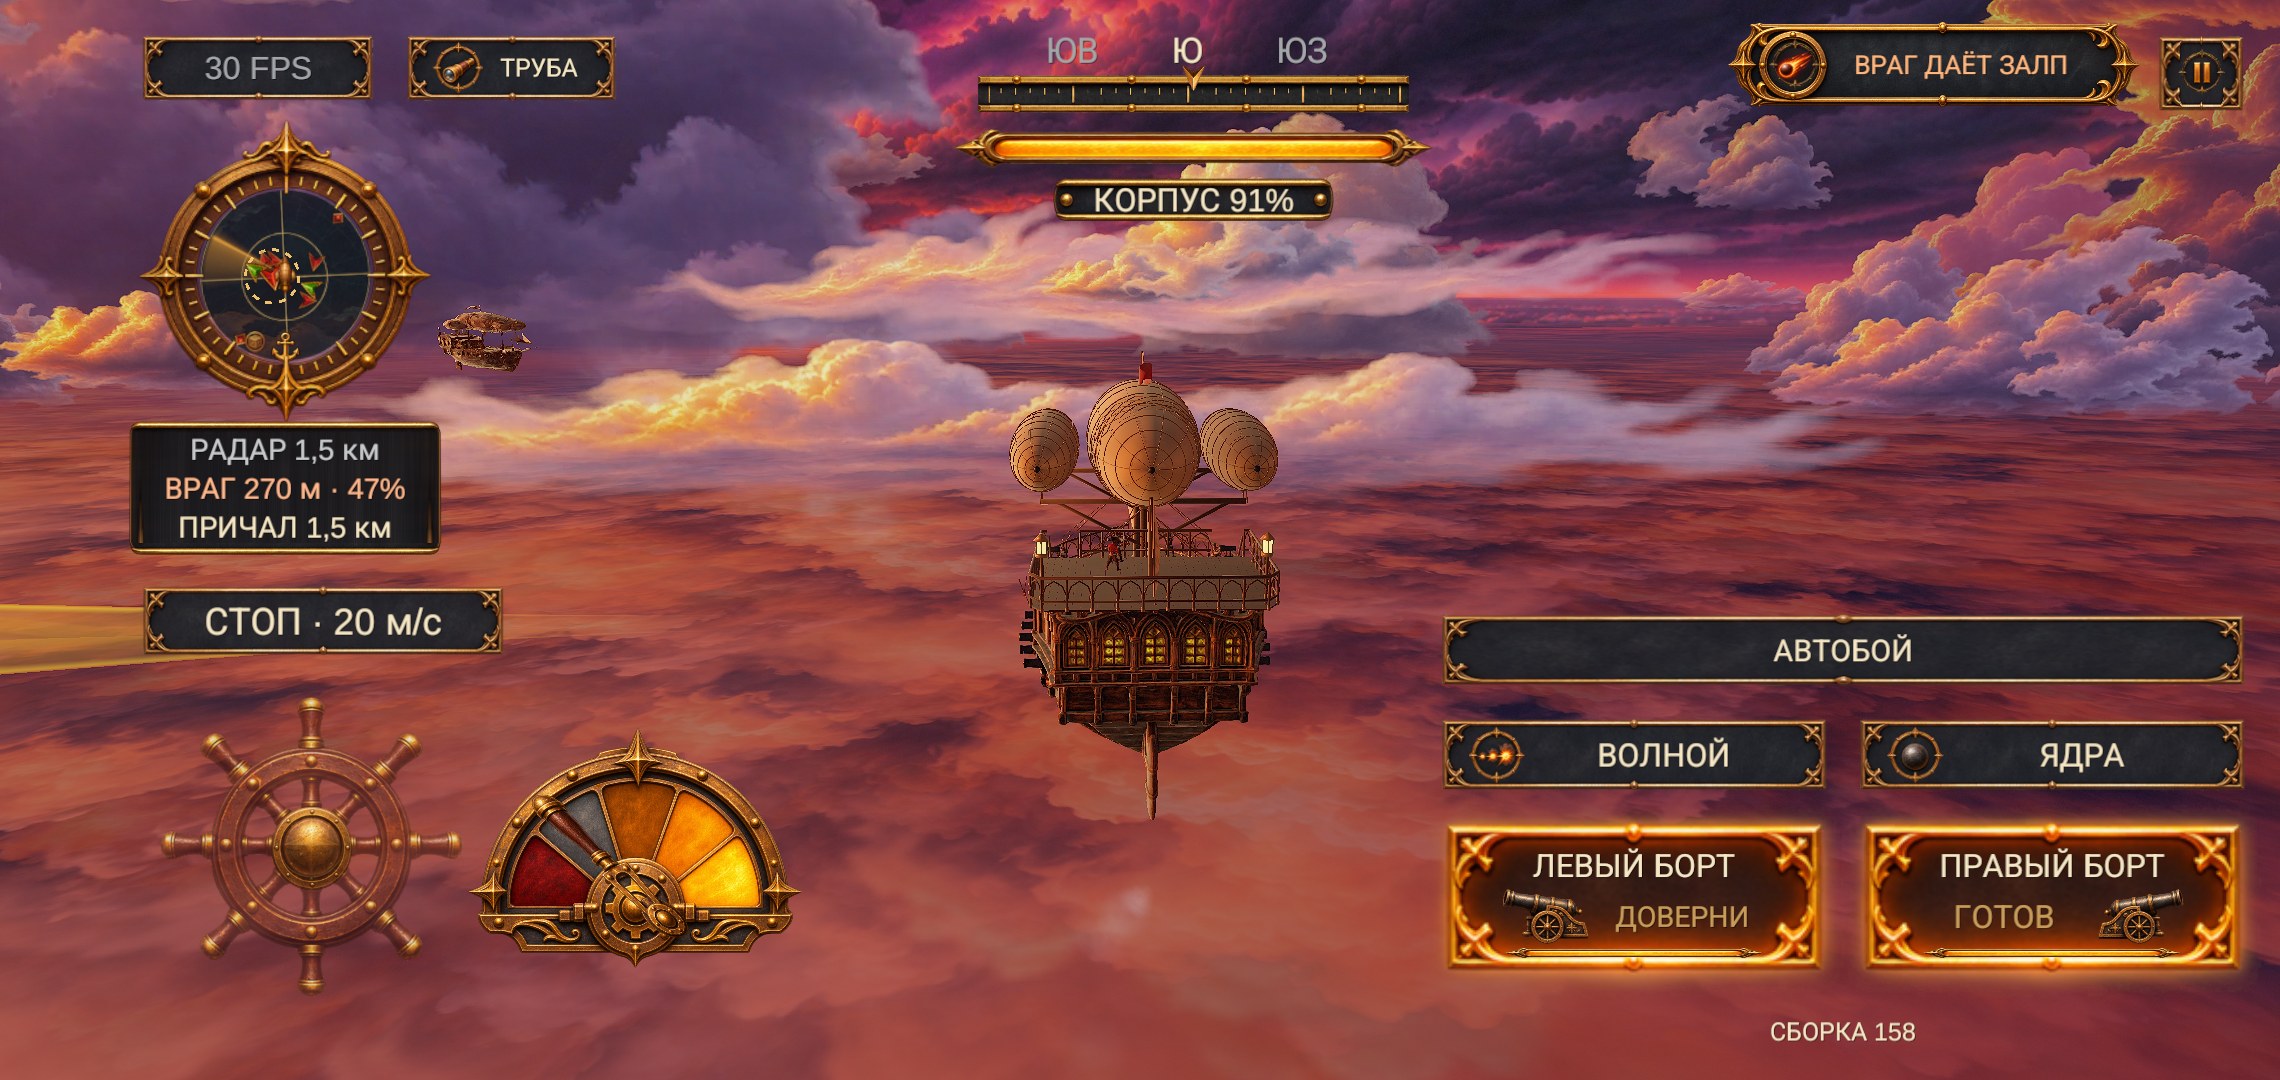 30 FPS
ТРУБА
ЮВ Ю ЮЗ
ВРАГ ДАЁТ ЗАЛП
КОРПУС 91%
РАДАР 1,5 км
ВРАГ 270 м · 47%
ПРИЧАЛ 1,5 км
СТОП · 20 м/с
АВТОБОЙ
ВОЛНОЙ
ЯДРА
ЛЕВЫЙ БОРТ
ДОВЕРНИ
ПРАВЫЙ БОРТ
ГОТОВ
СБОРКА 158